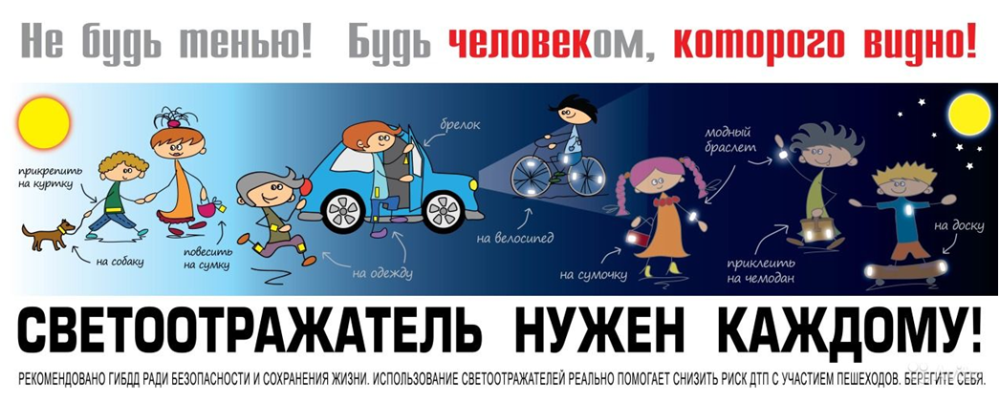 Не будь тенью! Будь человеком, которого видно!
прикрепить
на куртку
на собаку
повесить
на сумку
на одежду
брелок
на велосипед
на сумочку
модный
браслет
приклеить
на чемодан
на доску
СВЕТООТРАЖАТЕЛЬ НУЖЕН КАЖДОМУ!
РЕКОМЕНДОВАНО ГИБДД РАДИ БЕЗОПАСНОСТИ И СОХРАНЕНИЯ ЖИЗНИ. ИСПОЛЬЗОВАНИЕ СВЕТООТРАЖАТЕЛЕЙ РЕАЛЬНО ПОМОГАЕТ СНИЗИТЬ РИСК ДТП С УЧАСТИЕМ ПЕШЕХОДОВ. БЕРЕГИТЕ СЕБЯ.